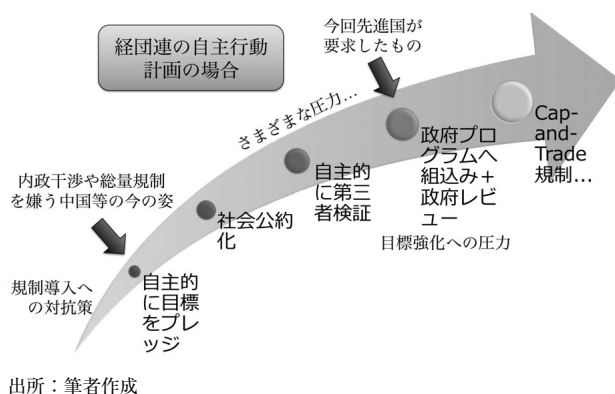 経団連の自主行動
計画の場合
今回先進国が
要求したもの
さまざまな圧力…
内政干渉や総量規制
を嫌う中国等の今の姿
規制導入へ
の対抗策
自主的
に目標
をプレ
ッジ
社会公約
化
自主的
に第三
者検証
政府プロ
グラムへ
組込み+
政府レビ
ュー
目標強化への圧力
Cap-
and-
Trade
規制…
出所:筆者作成